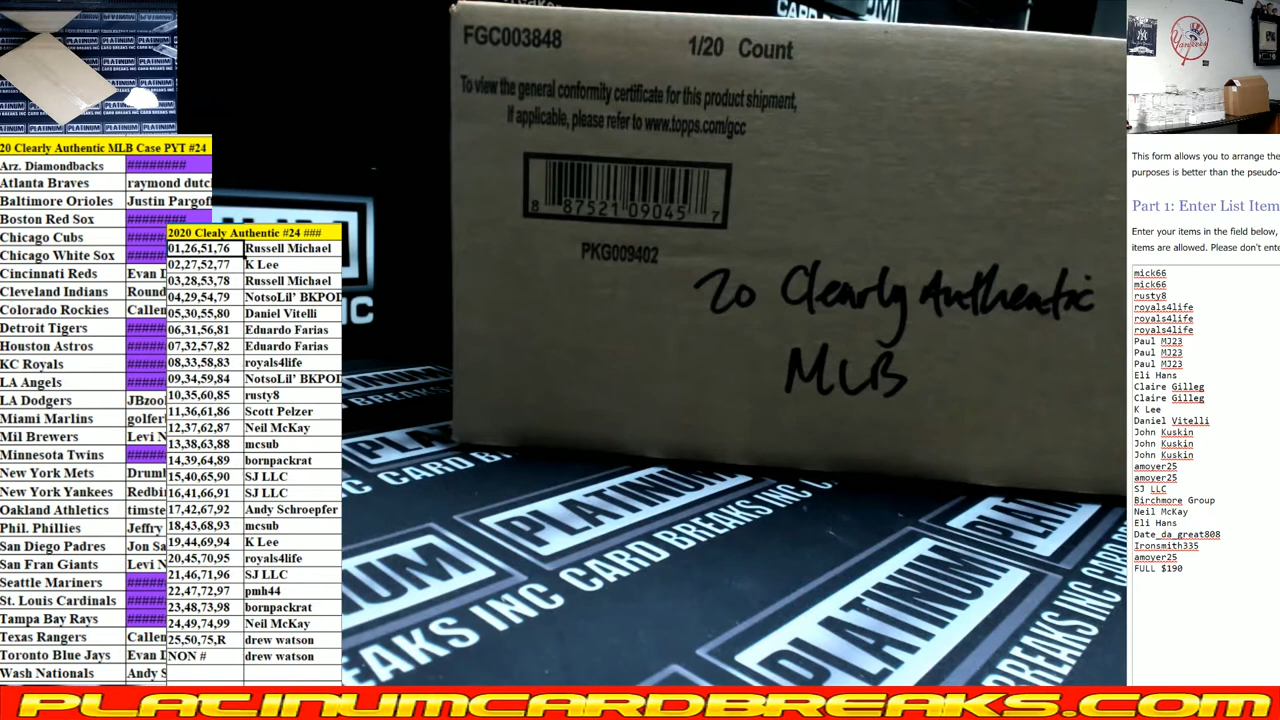 FGC003848
1/20 Count
To view the general conformity certificate for this product shipment,
if applicable, please refer to www.topps.com/gcc
8 87521 09045 7
PKG009402
20 Clearly Authentic
MLB
20 Clearly Authentic MLB Case PYT #24
Arz. Diamondbacks ########
Atlanta Braves raymond dutc
Baltimore Orioles Justin Pargof
Boston Red Sox ########
Chicago Cubs
Chicago White Sox
Cincinnati Reds Evan
Cleveland Indians Round
Colorado Rockies Callen
Detroit Tigers #####
Houston Astros #####
KC Royals #####
LA Angels #####
LA Dodgers JBzoo
Miami Marlins golfer
Mil Brewers Levi N
Minnesota Twins #####
New York Mets Druml
New York Yankees Redbi
Oakland Athletics timste
Phil. Phillies Jeffry
San Diego Padres Jon Sa
San Fran Giants Levi N
Seattle Mariners #####
St. Louis Cardinals #####
Tampa Bay Rays #####
Texas Rangers Callen
Toronto Blue Jays Evan
Wash Nationals Andy S
2020 Clealy Authentic #24 ###
01,26,51,76 Russell Michael
02,27,52,77 K Lee
03,28,53,78 Russell Michael
04,29,54,79 NotsoLil' BKPO
05,30,55,80 Daniel Vitelli
06,31,56,81 Eduardo Farias
07,32,57,82 Eduardo Farias
08,33,58,83 royals4life
09,34,59,84 NotsoLil' BKPO
10,35,60,85 rusty8
11,36,61,86 Scott Pelzer
12,37,62,87 Neil McKay
13,38,63,88 mcsub
14,39,64,89 bornpackrat
15,40,65,90 SJ LLC
16,41,66,91 SJ LLC
17,42,67,92 Andy Schroepfer
18,43,68,93 mcsub
19,44,69,94 K Lee
20,45,70,95 royals4life
21,46,71,96 SJ LLC
22,47,72,97 pmh44
23,48,73,98 bornpackrat
24,49,74,99 Neil McKay
25,50,75,R drew watson
NON # drew watson
Yankees
This form allows you to arrange the
purposes is better than the pseudo-
Part 1: Enter List Item
Enter your items in the field below,
items are allowed. Please don't ente
mick66
mick66
rusty8
royals4life
royals4life
royals4life
Paul MJ23
Paul MJ23
Paul MJ23
Eli Hans
Claire Gilleg
Claire Gilleg
K Lee
Daniel Vitelli
John Kuskin
John Kuskin
John Kuskin
amoyer25
amoyer25
SJ LLC
Birchmore Group
Neil McKay
Eli Hans
Date_da_great808
Ironsmith335
amoyer25
FULL $190
PLATINUM
CARD BREAKS INC
PLATINUM
BREAKS INC
PLATINUM
PLATINUMCARDBREAKS.COM